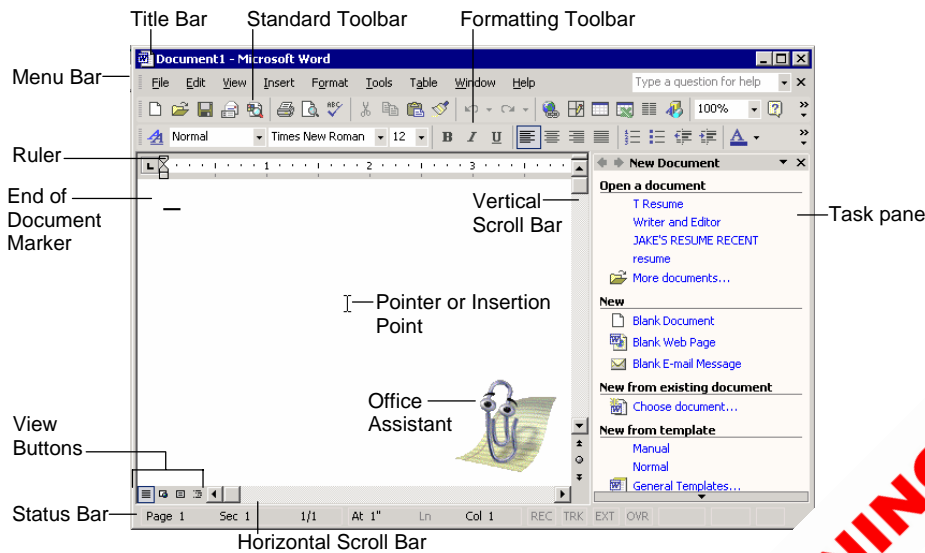 Title Bar Standard Toolbar Formatting Toolbar
Document1 - Microsoft Word
Menu Bar
File Edit View Insert Format Tools Table Window Help Type a question for help
100%
Normal Times New Roman 12 B I U A
Ruler
1 2 3
New Document
Open a document
T Resume
Writer and Editor
JAKE'S RESUME RECENT
resume
More documents...
End of
Document
Marker
Vertical
Scroll Bar
Task pane
New
Blank Document
Blank Web Page
Blank E-mail Message
Pointer or Insertion
Point
New from existing document
Choose document...
New from template
Manual
Normal
General Templates...
Office
Assistant
View
Buttons
Status Bar
Page 1 Sec 1 1/1 At 1" Ln Col 1 REC TRK EXT OVR
Horizontal Scroll Bar